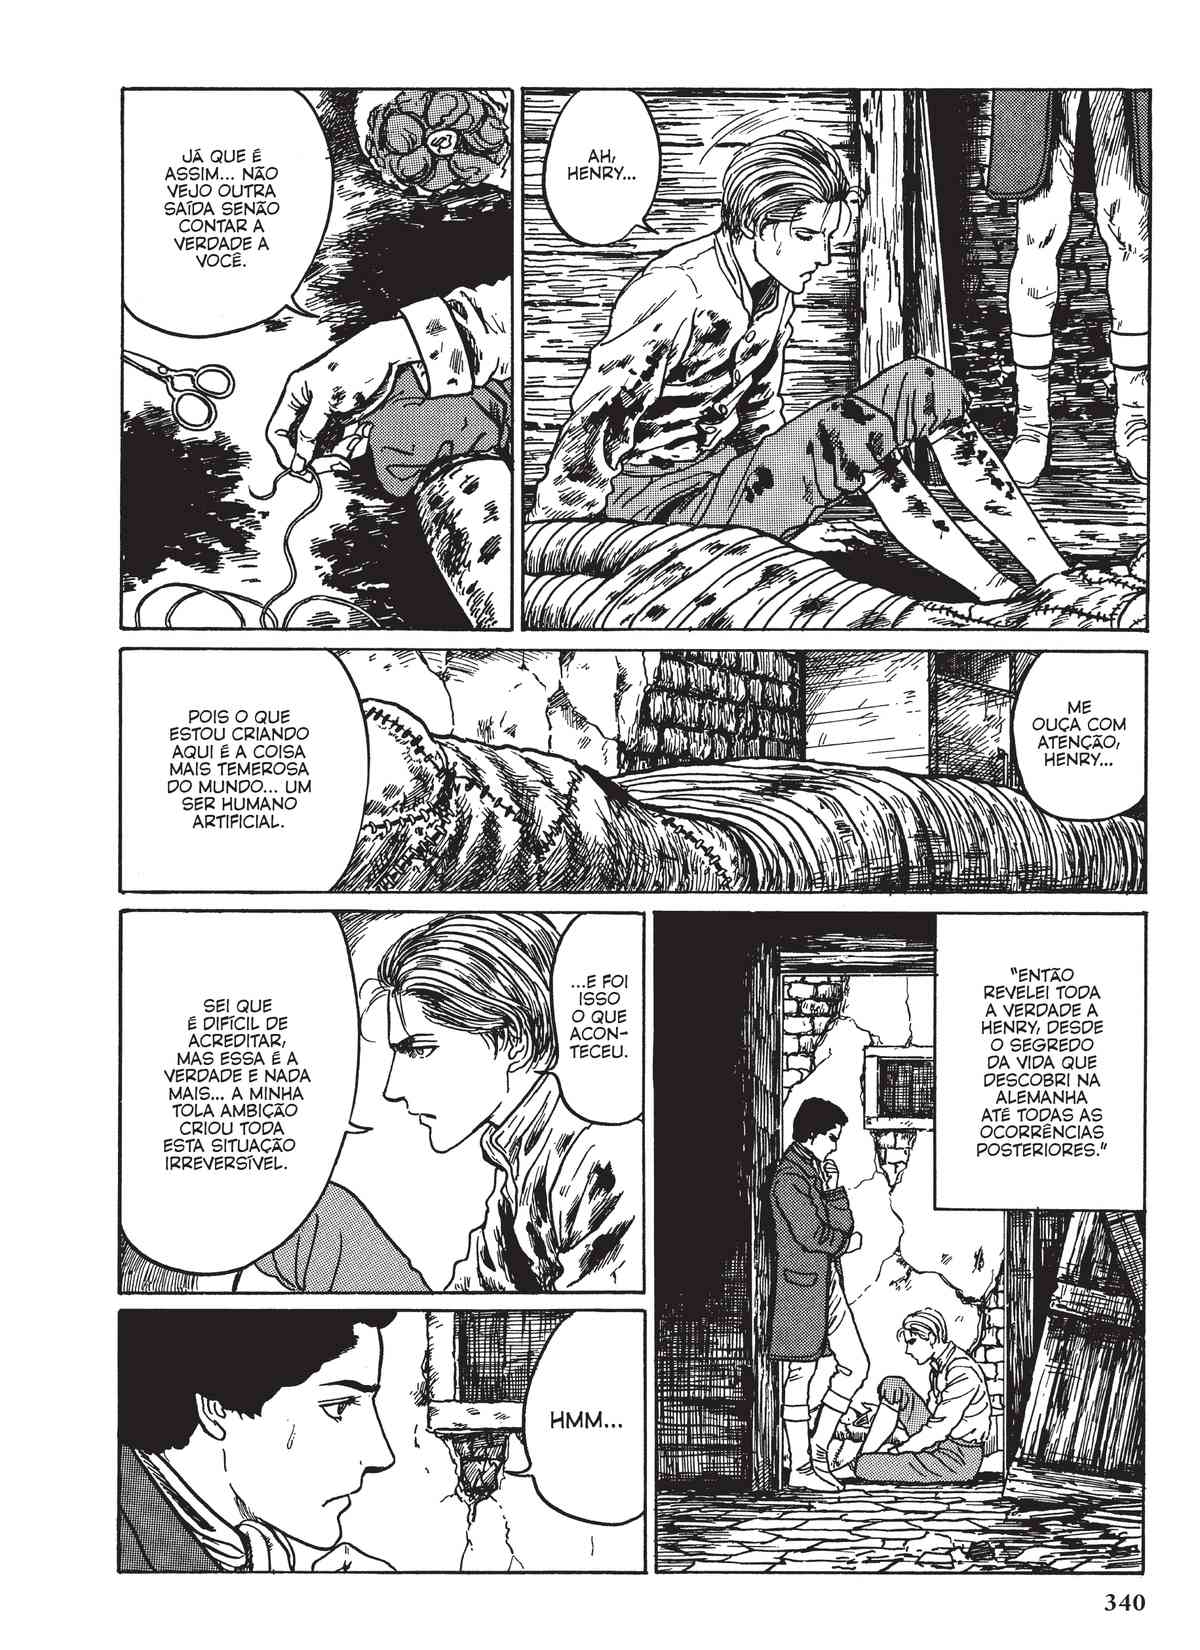 JÁ QUE É
ASSIM... NÃO
VEJO OUTRA
SAÍDA SENÃO
CONTAR A
VERDADE A
VOCÊ.
AH,
HENRY...
POIS O QUE
ESTOU CRIANDO
AQUI É A COISA
MAIS TEMEROSA
DO MUNDO... UM
SER HUMANO
ARTIFICIAL.
ME
OUÇA COM
ATENÇÃO,
HENRY...
SEI QUE
É DIFÍCIL DE
ACREDITAR,
MAS ESSA É A
VERDADE E NADA
MAIS... A MINHA
TOLA AMBIÇÃO
CRIOU TODA
ESTA SITUAÇÃO
IRREVERSÍVEL.
...E FOI
ISSO
O QUE
ACON-
TECEU.
"ENTÃO
REVELEI TODA
A VERDADE A
HENRY, DESDE
O SEGREDO
DA VIDA QUE
DESCOBRI NA
ALEMANHA
ATÉ TODAS AS
OCORRÊNCIAS
POSTERIORES."
HMM...
340